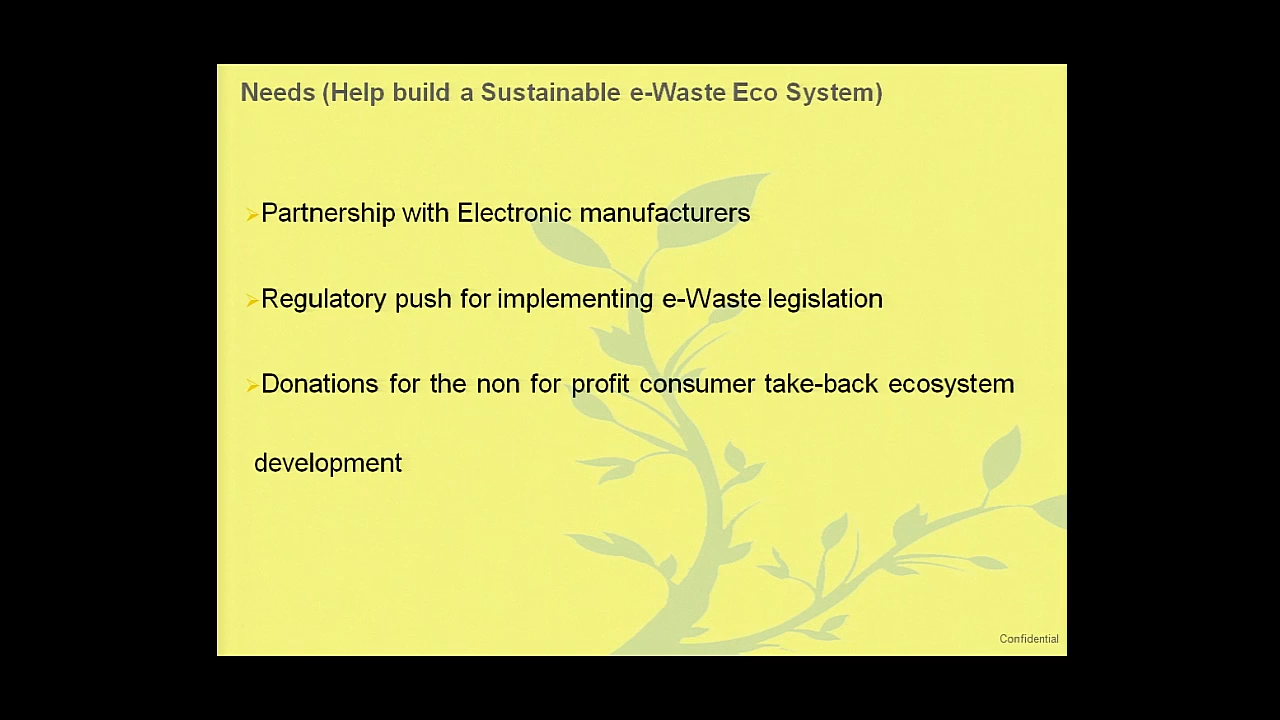 Needs (Help build a Sustainable e-Waste Eco System)
➢Partnership with Electronic manufacturers
➢Regulatory push for implementing e-Waste legislation
➢Donations for the non for profit consumer take-back ecosystem
development
Confidential